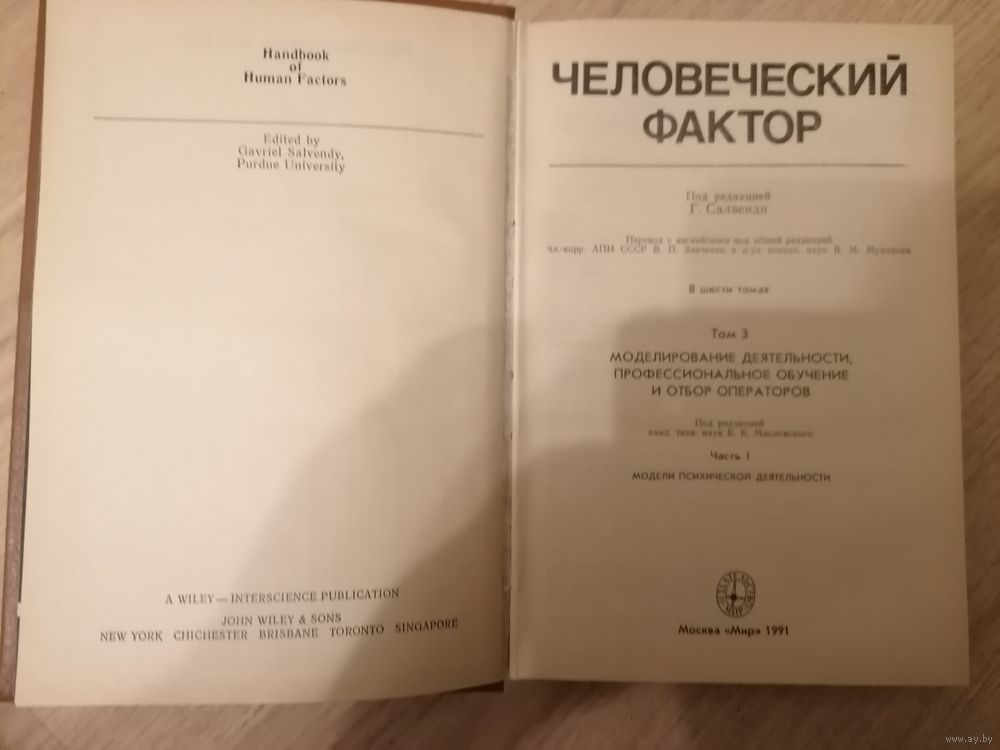 Handbook
of
Human Factors
Edited by
Gavriel Salvendy,
Purdue University
A WILEY — INTERSCIENCE PUBLICATION
JOHN WILEY & SONS
NEW YORK CHICHESTER BRISBANE TORONTO SINGAPORE
ЧЕЛОВЕЧЕСКИЙ
ФАКТОР
Под редакцией
Г. Салвенди
Перевод с английского под общей редакцией
чл.-корр. АПН СССР В. П. Зинченко и д-ра психол. наук В. М. Мунипова
В шести томах
Том 3
МОДЕЛИРОВАНИЕ ДЕЯТЕЛЬНОСТИ,
ПРОФЕССИОНАЛЬНОЕ ОБУЧЕНИЕ
И ОТБОР ОПЕРАТОРОВ
Под редакцией
канд. техн. наук Е. К. Масловского
Часть 1
МОДЕЛИ ПСИХИЧЕСКОЙ ДЕЯТЕЛЬНОСТИ
ИЗДАТЕЛЬСТВО МИР
Москва «Мир» 1991
www.ay.by